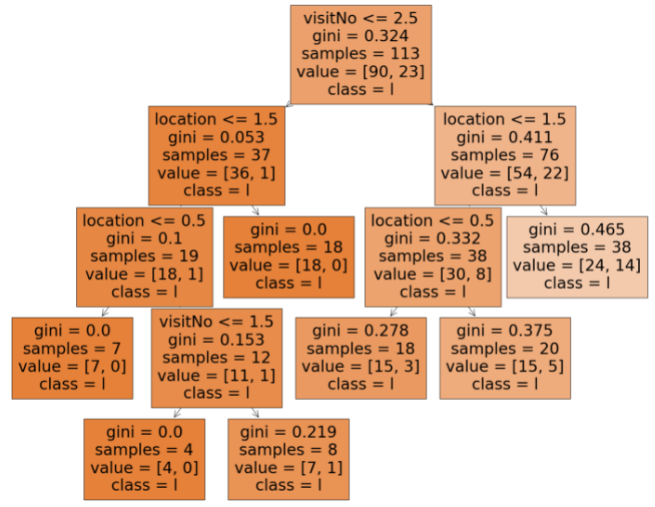 visitNo <= 2.5
gini = 0.324
samples = 113
value = [90, 23]
class = l
location <= 1.5
gini = 0.053
samples = 37
value = [36, 1]
class = l
location <= 1.5
gini = 0.411
samples = 76
value = [54, 22]
class = l
location <= 0.5
gini = 0.1
samples = 19
value = [18, 1]
class = l
gini = 0.0
samples = 18
value = [18, 0]
class = l
location <= 0.5
gini = 0.332
samples = 38
value = [30, 8]
class = l
gini = 0.465
samples = 38
value = [24, 14]
class = l
gini = 0.0
samples = 7
value = [7, 0]
class = l
visitNo <= 1.5
gini = 0.153
samples = 12
value = [11, 1]
class = l
gini = 0.278
samples = 18
value = [15, 3]
class = l
gini = 0.375
samples = 20
value = [15, 5]
class = l
gini = 0.0
samples = 4
value = [4, 0]
class = l
gini = 0.219
samples = 8
value = [7, 1]
class = l